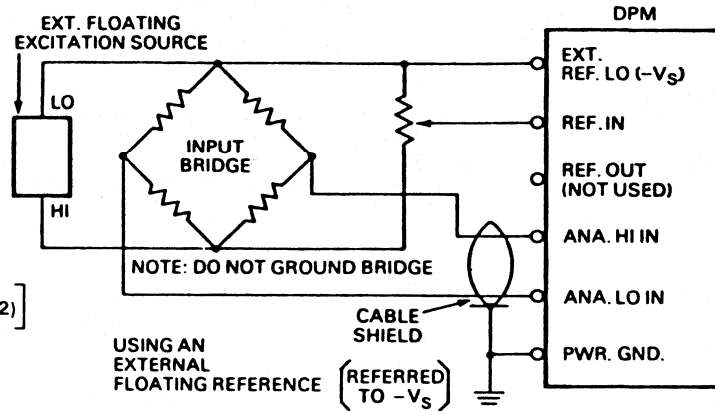 EXT. FLOATING
EXCITATION SOURCE
DPM
LO
HI
INPUT
BRIDGE
EXT.
REF. LO (–VS)
REF. IN
REF. OUT
(NOT USED)
ANA. HI IN
NOTE: DO NOT GROUND BRIDGE
ANA. LO IN
2)]
CABLE
SHIELD
PWR. GND.
USING AN
EXTERNAL
FLOATING REFERENCE
(REFERRED
TO –VS)